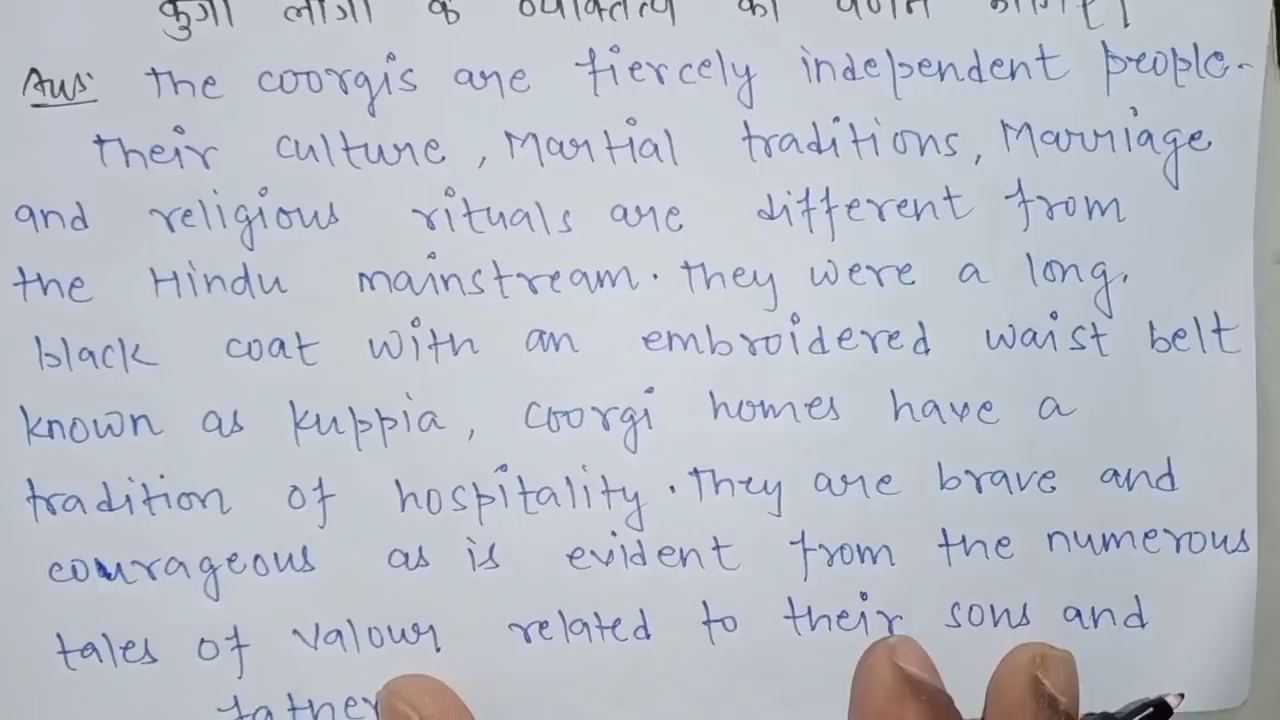 कुर्गी लोगों के व्यक्तित्व का वर्णन कीजिए।
Ans: The coorgis are fiercely independent people.
Their culture, Martial traditions, Marriage
and religious rituals are different from
the Hindu mainstream. They were a long,
black coat with an embroidered waist belt
known as kuppia, coorgi homes have a
tradition of hospitality. They are brave and
courageous as is evident from the numerous
tales of valour related to their sons and